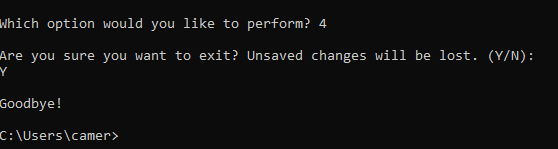 Which option would you like to perform? 4
Are you sure you want to exit? Unsaved changes will be lost. (Y/N):
Y
Goodbye!
C:\Users\camer>